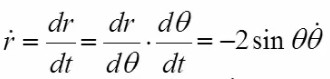 ṙ = dr/dt = dr/dθ · dθ/dt = −2 sin θθ̇